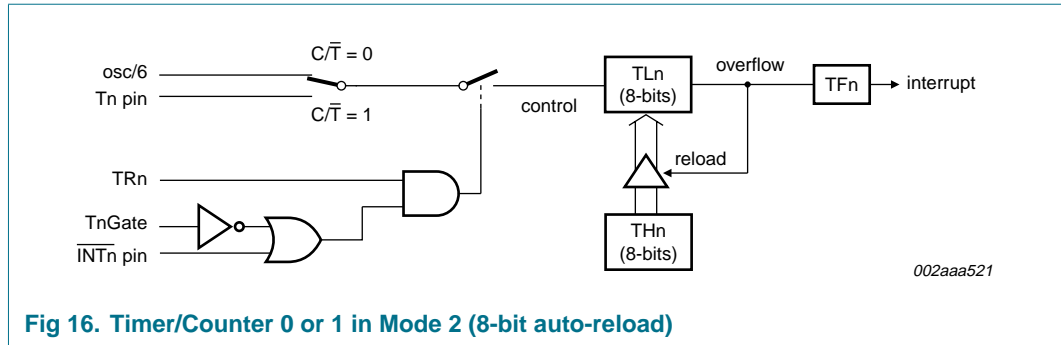 C/T̅ = 0
osc/6
Tn pin
C/T̅ = 1
TRn
TnGate
I̅N̅T̅n̅ pin
control
TLn
(8-bits)
overflow
TFn
interrupt
reload
THn
(8-bits)
002aaa521
Fig 16. Timer/Counter 0 or 1 in Mode 2 (8-bit auto-reload)